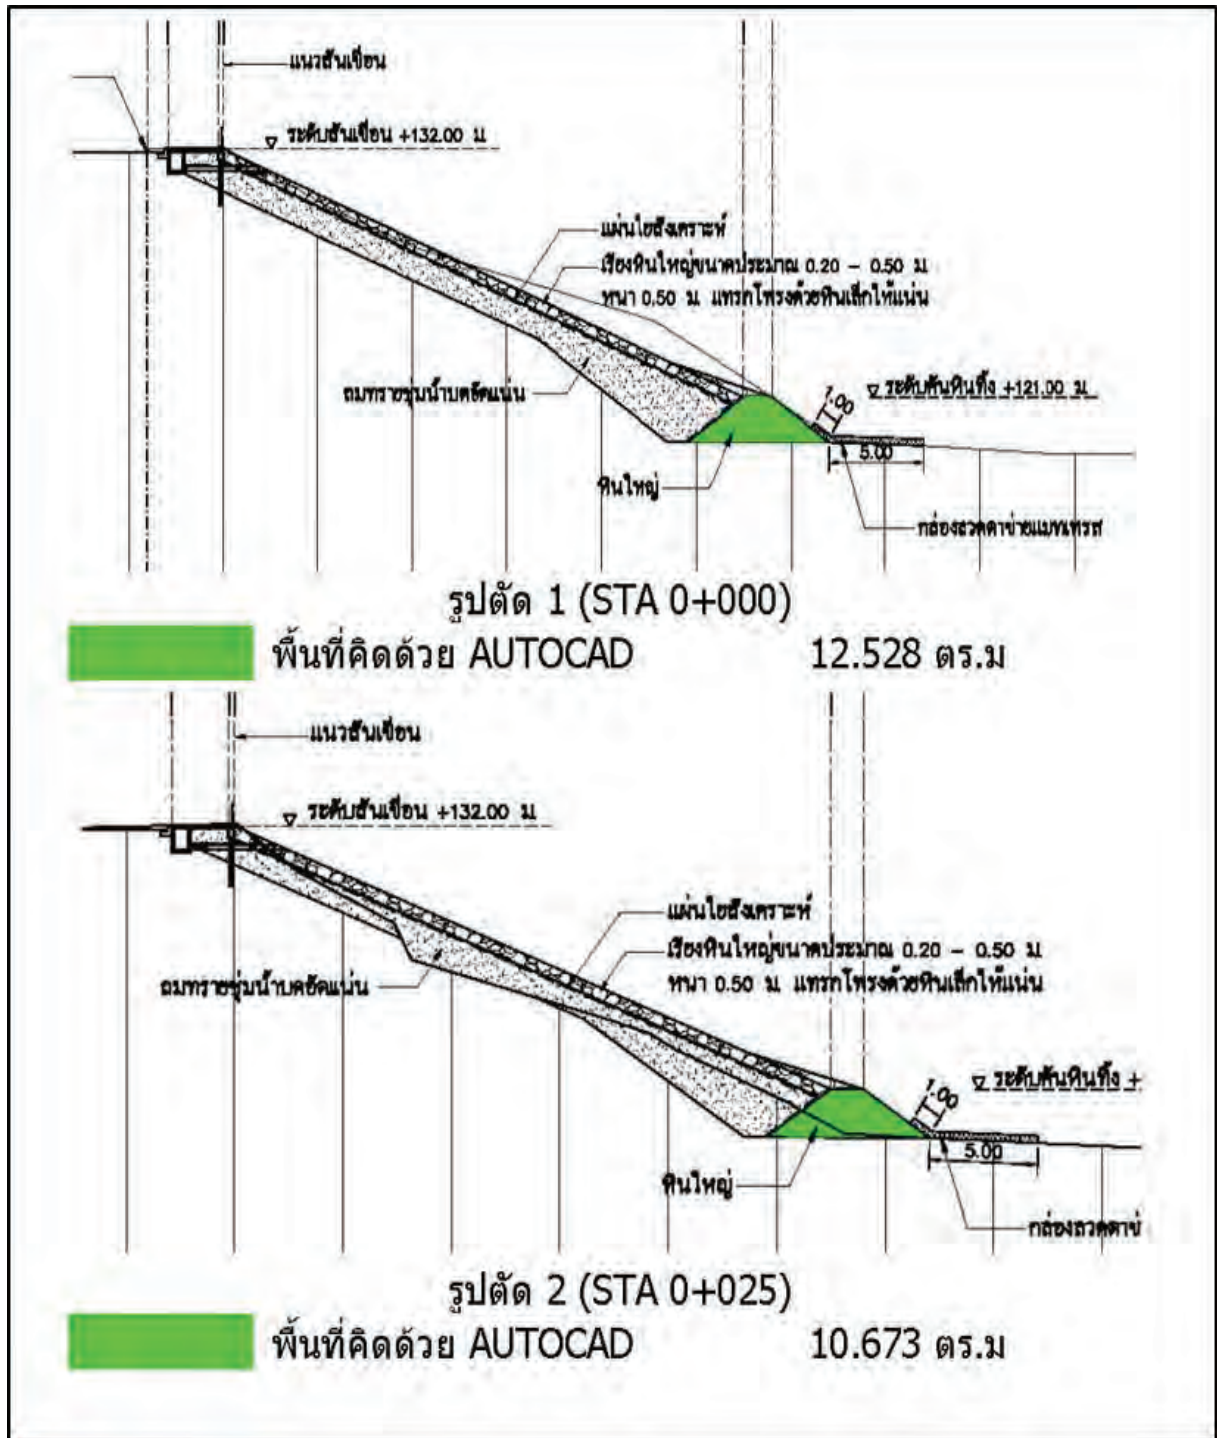 แนวสันเขื่อน
ระดับสันเขื่อน +132.00 ม.
แผ่นใยสังเคราะห์
เรียงหินใหญ่ขนาดประมาณ 0.20 - 0.50 ม.
หนา 0.50 ม. แทรกโพรงด้วยหินเล็กให้แน่น
ถมทรายชุ่มน้ำบดอัดแน่น
1.00
ระดับคันหินทิ้ง +121.00 ม.
5.00
หินใหญ่
กล่องลวดตาข่ายแมทเทรส
รูปตัด 1 (STA 0+000)
พื้นที่คิดด้วย AUTOCAD 12.528 ตร.ม
แนวสันเขื่อน
ระดับสันเขื่อน +132.00 ม.
แผ่นใยสังเคราะห์
เรียงหินใหญ่ขนาดประมาณ 0.20 - 0.50 ม.
หนา 0.50 ม. แทรกโพรงด้วยหินเล็กให้แน่น
ถมทรายชุ่มน้ำบดอัดแน่น
1.00
ระดับคันหินทิ้ง +
5.00
หินใหญ่
กล่องลวดตาข่
รูปตัด 2 (STA 0+025)
พื้นที่คิดด้วย AUTOCAD 10.673 ตร.ม